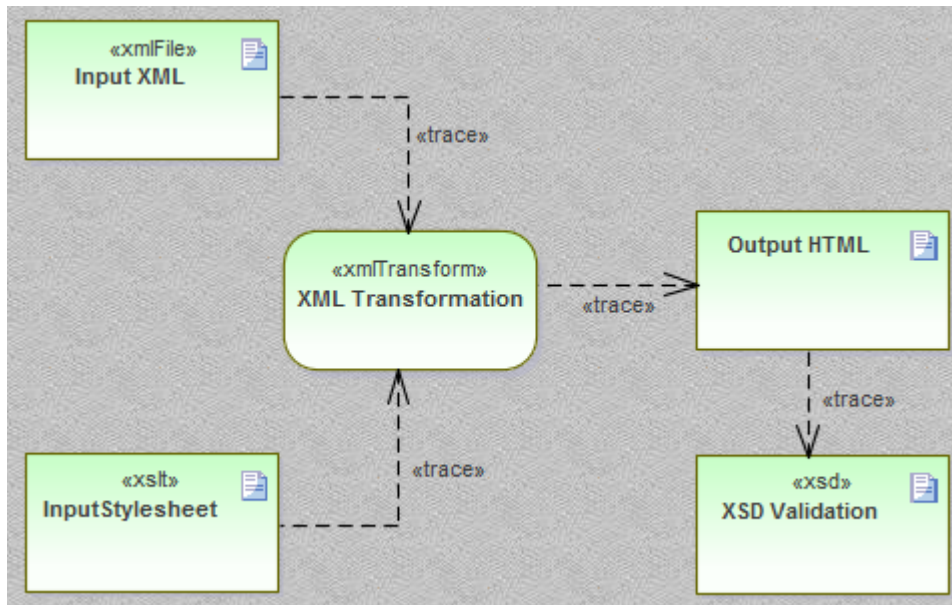 «xmlFile»
Input XML
«trace»
«xmlTransform»
XML Transformation
«trace»
Output HTML
«trace»
«xslt»
InputStylesheet
«trace»
«xsd»
XSD Validation